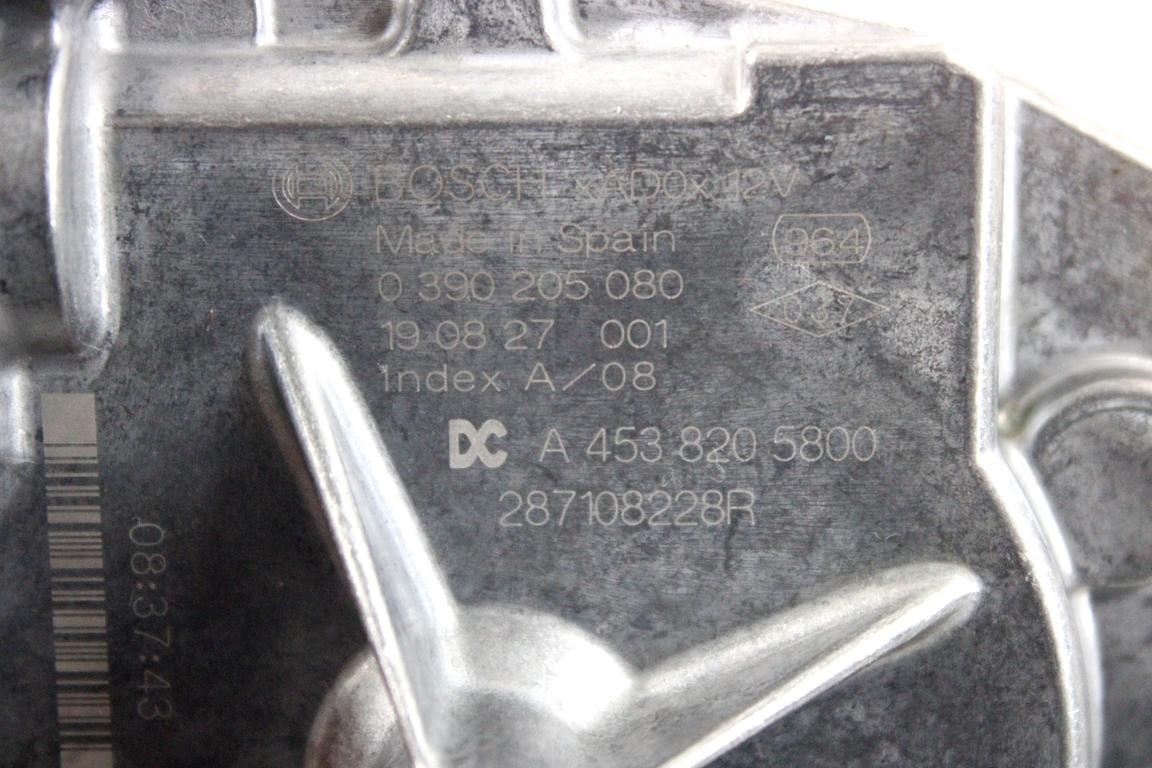 BOSCH xAD0x 12V
Made in Spain
964
0 390 205 080
037
19 08 27 001
Index A/08
DC A 453 820 5800
287108228R
08:37:43